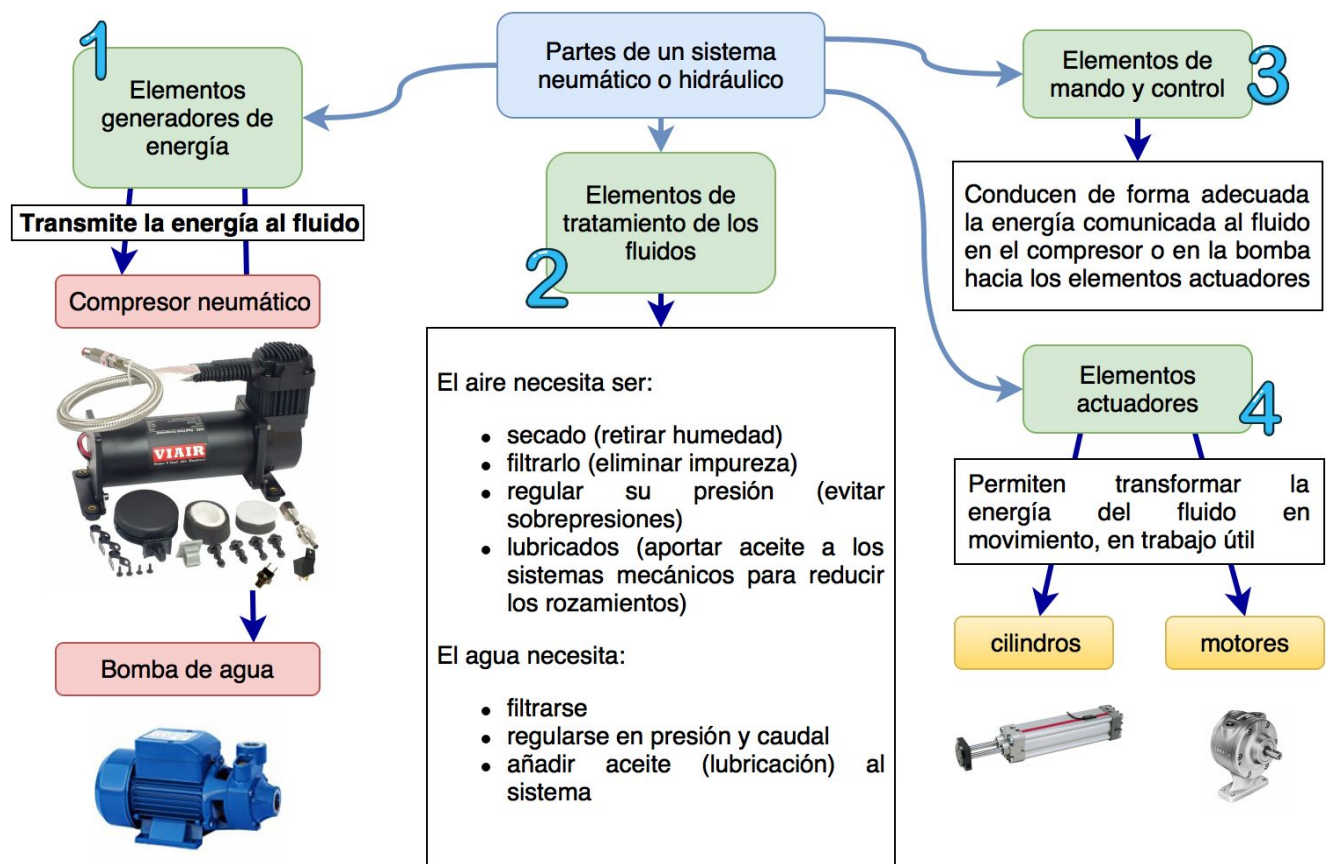 Partes de un sistema
neumático o hidráulico
1
Elementos
generadores de
energía
Transmite la energía al fluido
Compresor neumático
VIAIR
Bomba de agua
2
Elementos de
tratamiento de los
fluidos
El aire necesita ser:
• secado (retirar humedad)
• filtrarlo (eliminar impureza)
• regular su presión (evitar
sobrepresiones)
• lubricados (aportar aceite a los
sistemas mecánicos para reducir
los rozamientos)
El agua necesita:
• filtrarse
• regularse en presión y caudal
• añadir aceite (lubricación) al
sistema
3
Elementos de
mando y control
Conducen de forma adecuada
la energía comunicada al fluido
en el compresor o en la bomba
hacia los elementos actuadores
4
Elementos
actuadores
Permiten transformar la
energía del fluido en
movimiento, en trabajo útil
cilindros
motores